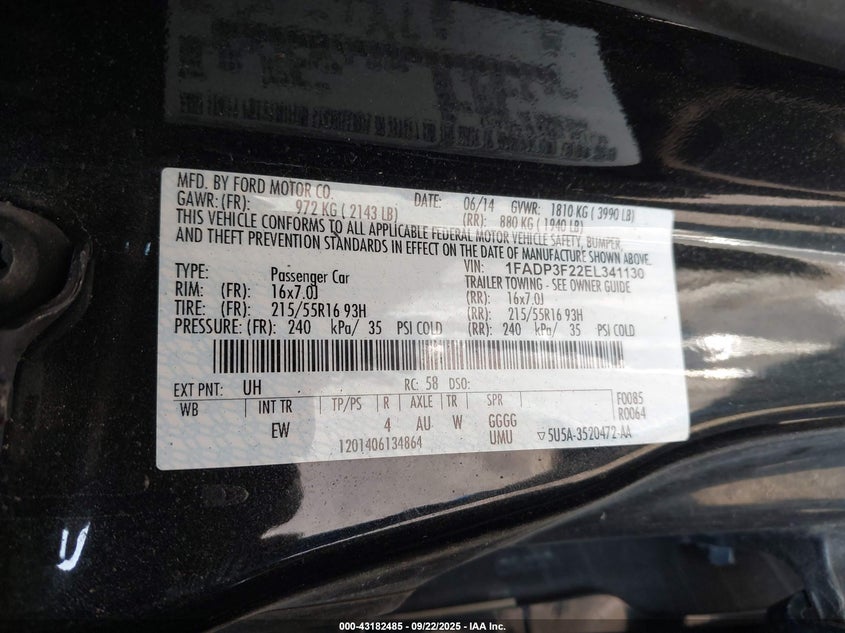 MFD. BY FORD MOTOR CO. DATE: 06/14 GVWR: 1810 KG ( 3990 LB)
GAWR: (FR): 972 KG ( 2143 LB) (RR): 880 KG ( 1940 LB)
THIS VEHICLE CONFORMS TO ALL APPLICABLE FEDERAL MOTOR VEHICLE SAFETY, BUMPER,
AND THEFT PREVENTION STANDARDS IN EFFECT ON THE DATE OF MANUFACTURE SHOWN ABOVE.
VIN: 1FADP3F22EL341130
TYPE: Passenger Car TRAILER TOWING - SEE OWNER GUIDE
RIM: (FR): 16x7.0J (RR): 16x7.0J
TIRE: (FR): 215/55R16 93H (RR): 215/55R16 93H
PRESSURE: (FR): 240 kPa/ 35 PSI COLD (RR): 240 kPa/ 35 PSI COLD
EXT PNT: UH RC: 58 DSO:
WB INT TR TP/PS R AXLE TR SPR F0085
EW 4 AU W GGGG R0064
1201406134864 UMU 5U5A-3520472-AA
000-43182485 - 09/22/2025 - IAA Inc.